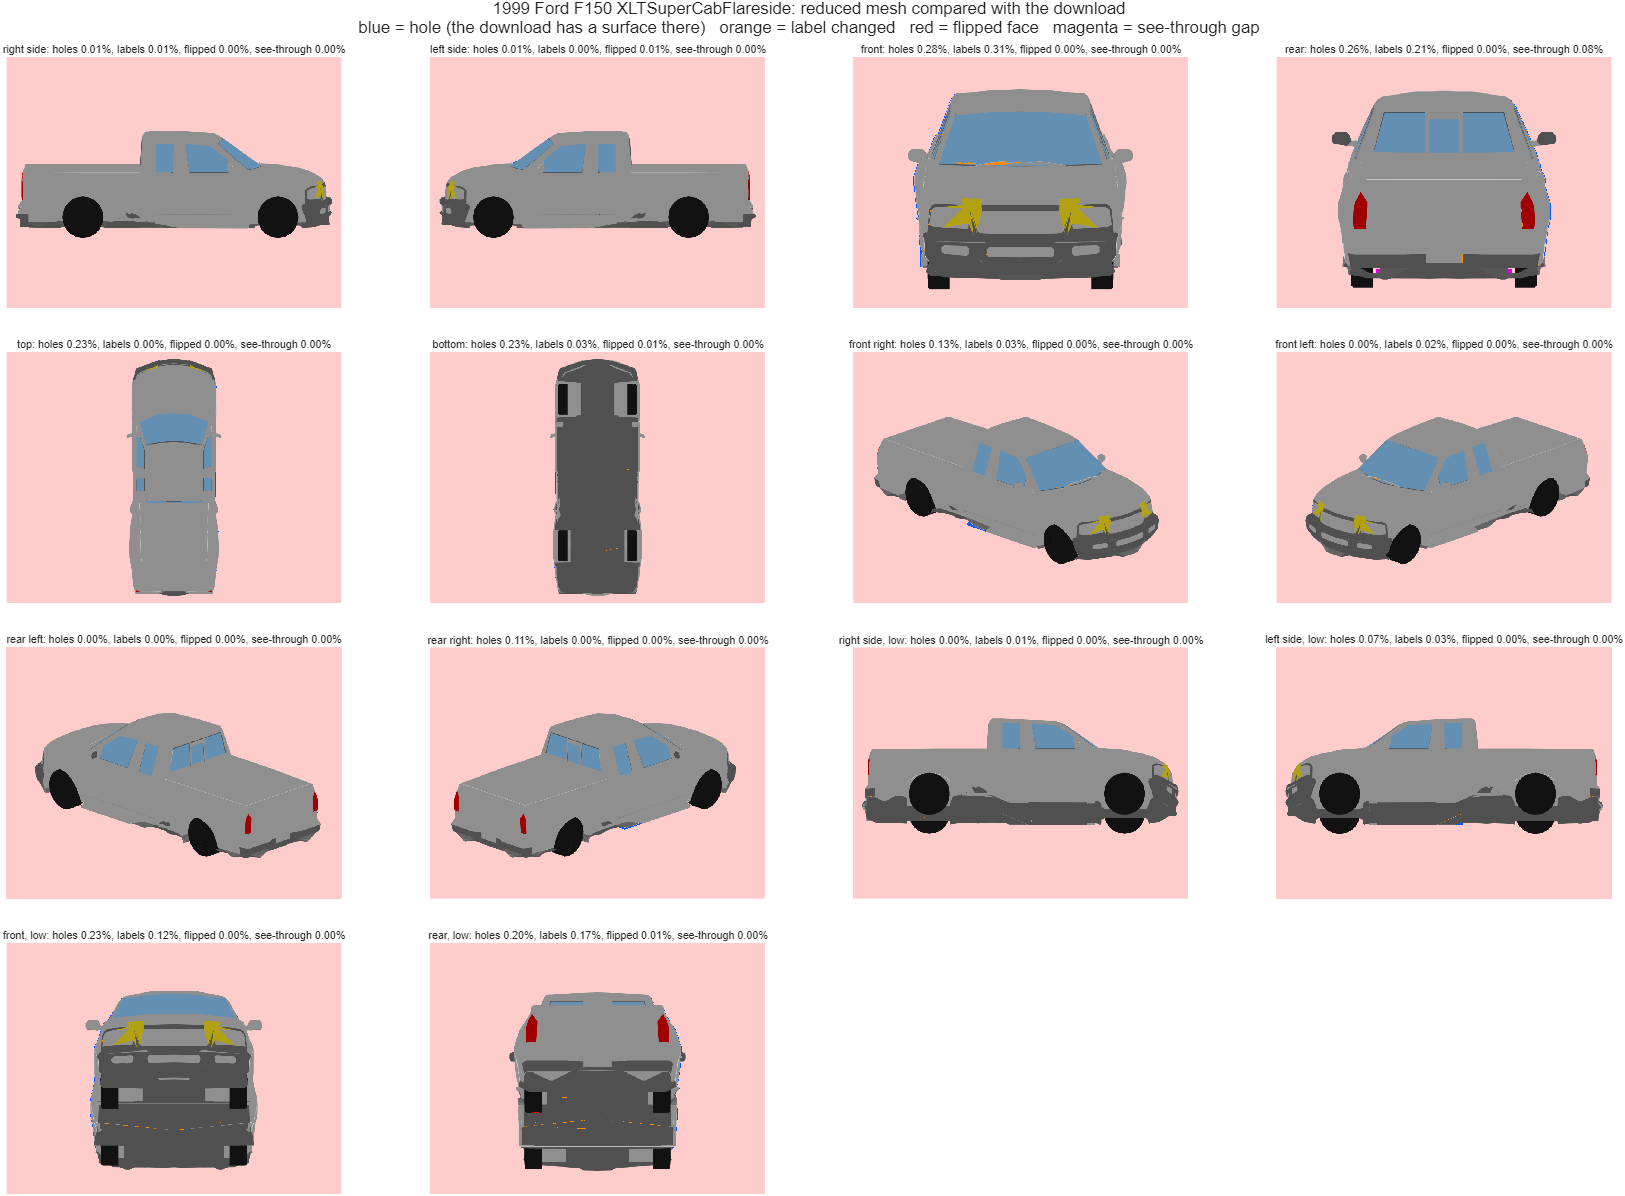 1999 Ford F150 XLTSuperCabFlareside: reduced mesh compared with the download
blue = hole (the download has a surface there)   orange = label changed   red = flipped face   magenta = see-through gap
right side: holes 0.01%, labels 0.01%, flipped 0.00%, see-through 0.00%
left side: holes 0.01%, labels 0.00%, flipped 0.01%, see-through 0.00%
front: holes 0.28%, labels 0.31%, flipped 0.00%, see-through 0.00%
rear: holes 0.26%, labels 0.21%, flipped 0.00%, see-through 0.08%
top: holes 0.23%, labels 0.00%, flipped 0.00%, see-through 0.00%
bottom: holes 0.23%, labels 0.03%, flipped 0.01%, see-through 0.00%
front right: holes 0.13%, labels 0.03%, flipped 0.00%, see-through 0.00%
front left: holes 0.00%, labels 0.02%, flipped 0.00%, see-through 0.00%
rear left: holes 0.00%, labels 0.00%, flipped 0.00%, see-through 0.00%
rear right: holes 0.11%, labels 0.00%, flipped 0.00%, see-through 0.00%
right side, low: holes 0.00%, labels 0.01%, flipped 0.00%, see-through 0.00%
left side, low: holes 0.07%, labels 0.03%, flipped 0.00%, see-through 0.00%
front, low: holes 0.23%, labels 0.12%, flipped 0.00%, see-through 0.00%
rear, low: holes 0.20%, labels 0.17%, flipped 0.01%, see-through 0.00%